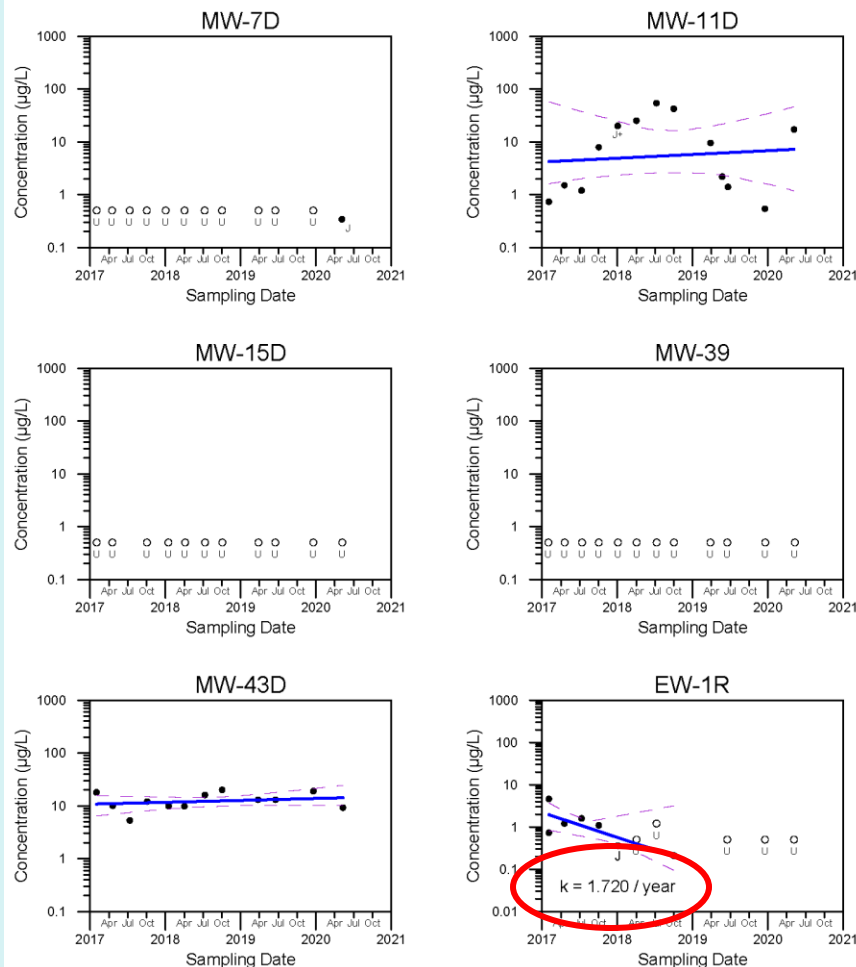 MW-7D
Concentration (µg/L)
1000
100
10
1
0.1
U U U U U U U U U U U J
Apr Jul Oct Apr Jul Oct Apr Jul Oct Apr Jul Oct
2017 2018 2019 2020 2021
Sampling Date
MW-11D
Concentration (µg/L)
1000
100
10
1
0.1
J+
Apr Jul Oct Apr Jul Oct Apr Jul Oct Apr Jul Oct
2017 2018 2019 2020 2021
Sampling Date
MW-15D
Concentration (µg/L)
1000
100
10
1
0.1
U U U U U U U U U U
Apr Jul Oct Apr Jul Oct Apr Jul Oct Apr Jul Oct
2017 2018 2019 2020 2021
Sampling Date
MW-39
Concentration (µg/L)
1000
100
10
1
0.1
U U U U U U U U U U U U
Apr Jul Oct Apr Jul Oct Apr Jul Oct Apr Jul Oct
2017 2018 2019 2020 2021
Sampling Date
MW-43D
Concentration (µg/L)
1000
100
10
1
0.1
Apr Jul Oct Apr Jul Oct Apr Jul Oct Apr Jul Oct
2017 2018 2019 2020 2021
Sampling Date
EW-1R
Concentration (µg/L)
1000
100
10
1
0.1
0.01
J U U U U U
k = 1.720 / year
Apr Jul Oct Apr Jul Oct Apr Jul Oct Apr Jul Oct
2017 2018 2019 2020 2021
Sampling Date